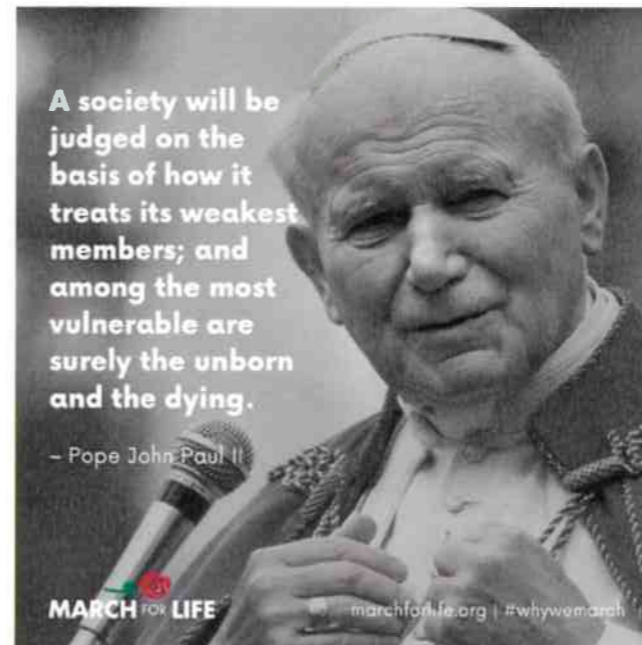 A society will be
judged on the
basis of how it
treats its weakest
members; and
among the most
vulnerable are
surely the unborn
and the dying.
– Pope John Paul II
MARCH FOR LIFE
marchforlife.org | #whywemarch